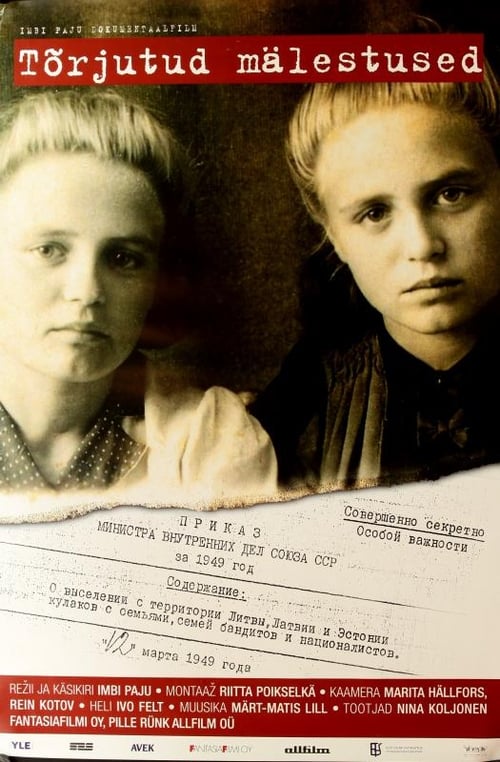 IMBI PAJU DOKUMENTAALFILM
Tõrjutud mälestused
ПРИКАЗ
МИНИСТРА ВНУТРЕННИХ ДЕЛ СОЮЗА ССР
за 1949 год
Совершенно секретно
Особой важности
Содержание:
О выселении с территории Литвы, Латвии и Эстонии
кулаков с семьями, семей бандитов и националистов.
"12" марта 1949 года
REŽII JA KÄSIKIRI IMBI PAJU • MONTAAŽ RIITTA POIKSELKÄ • KAAMERA MARITA HÄLLFORS,
REIN KOTOV • HELI IVO FELT • MUUSIKA MÄRT-MATIS LILL • TOOTJAD NINA KOLJONEN
FANTASIAFILMI OY, PILLE RÜNK ALLFILM OÜ
YLE AVEK FANTASIAFILMI OY allfilm